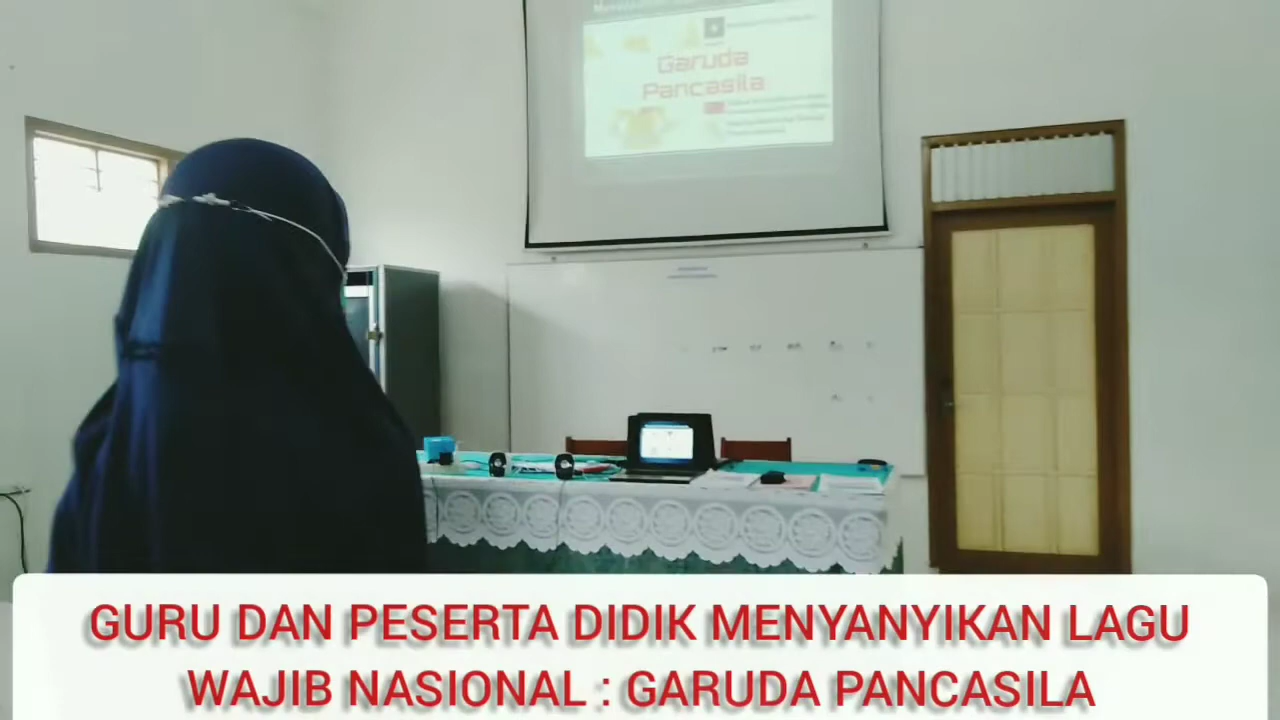 Garuda
Pancasila
GURU DAN PESERTA DIDIK MENYANYIKAN LAGU
WAJIB NASIONAL : GARUDA PANCASILA